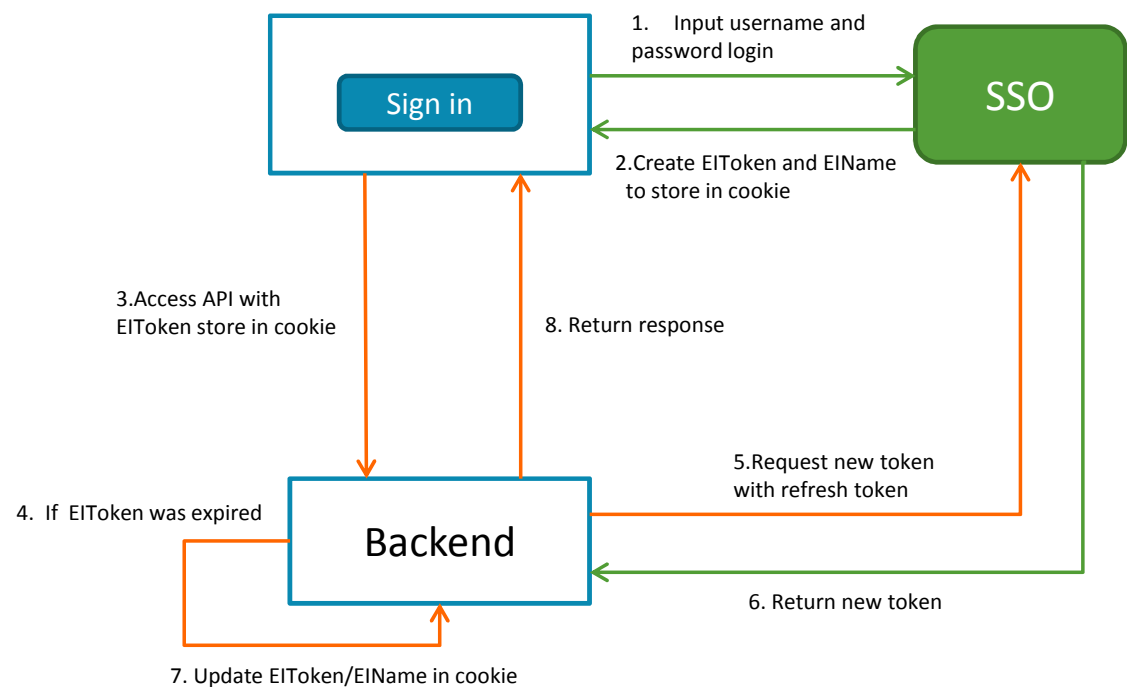 1. Input username and
password login
Sign in
SSO
2.Create EIToken and EIName
to store in cookie
3.Access API with
EIToken store in cookie
8. Return response
5.Request new token
with refresh token
4. If EIToken was expired
Backend
6. Return new token
7. Update EIToken/EIName in cookie